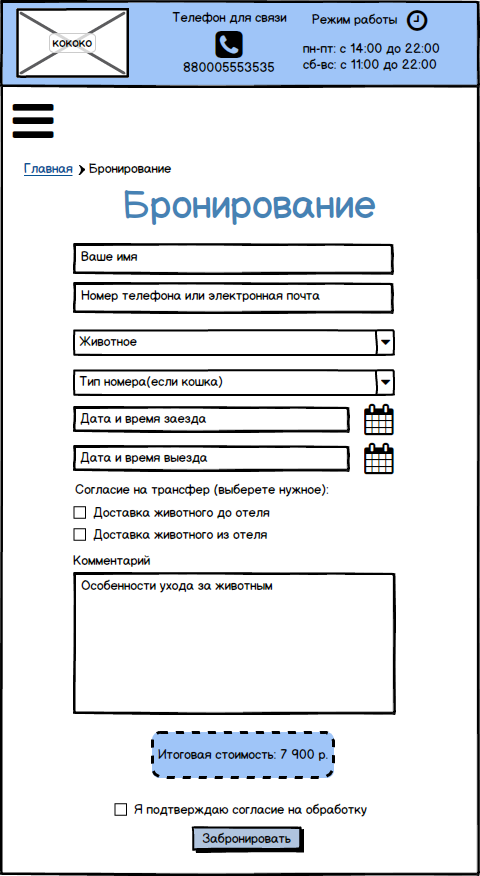 кококо
Телефон для связи
880005553535
Режим работы
пн-пт: с 14:00 до 22:00
сб-вс: с 11:00 до 22:00
Главная Бронирование
Бронирование
Ваше имя
Номер телефона или электронная почта
Животное
Тип номера(если кошка)
Дата и время заезда
Дата и время выезда
Согласие на трансфер (выберете нужное):
Доставка животного до отеля
Доставка животного из отеля
Комментарий
Особенности ухода за животным
Итоговая стоимость: 7 900 р.
Я подтверждаю согласие на обработку
Забронировать